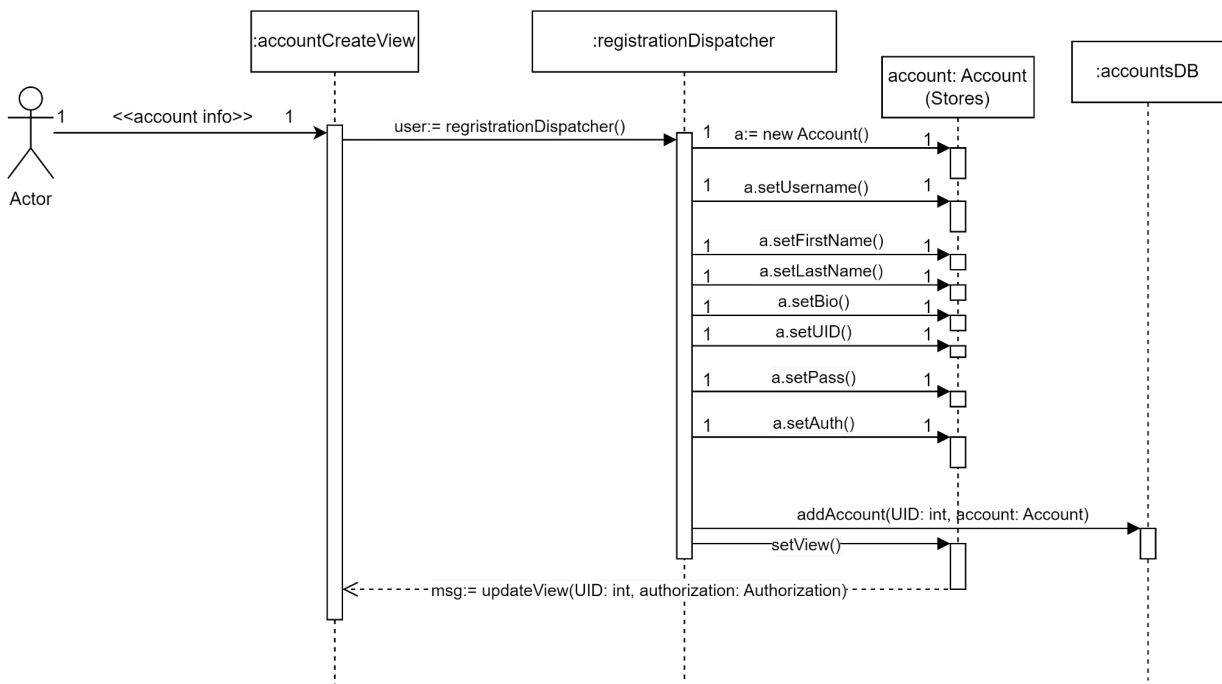 :accountCreateView
:registrationDispatcher
account: Account
(Stores)
:accountsDB
1 <<account info>> 1
Actor
user:= regristrationDispatcher()
1 a:= new Account() 1
1 a.setUsername() 1
1 a.setFirstName() 1
1 a.setLastName() 1
1 a.setBio() 1
1 a.setUID() 1
1 a.setPass() 1
1 a.setAuth() 1
addAccount(UID: int, account: Account)
setView()
msg:= updateView(UID: int, authorization: Authorization)